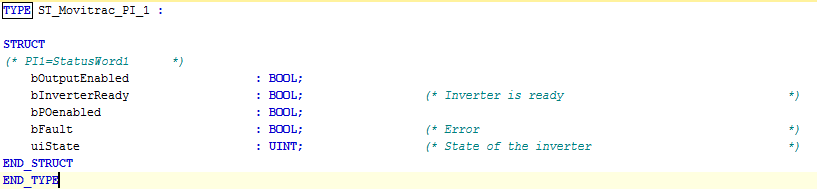 TYPE ST_Movitrac_PI_1 :
STRUCT
(* PI1=StatusWord1 *)
bOutputEnabled : BOOL;
bInverterReady : BOOL; (* Inverter is ready *)
bPOenabled : BOOL;
bFault : BOOL; (* Error *)
uiState : UINT; (* State of the inverter *)
END_STRUCT
END_TYPE